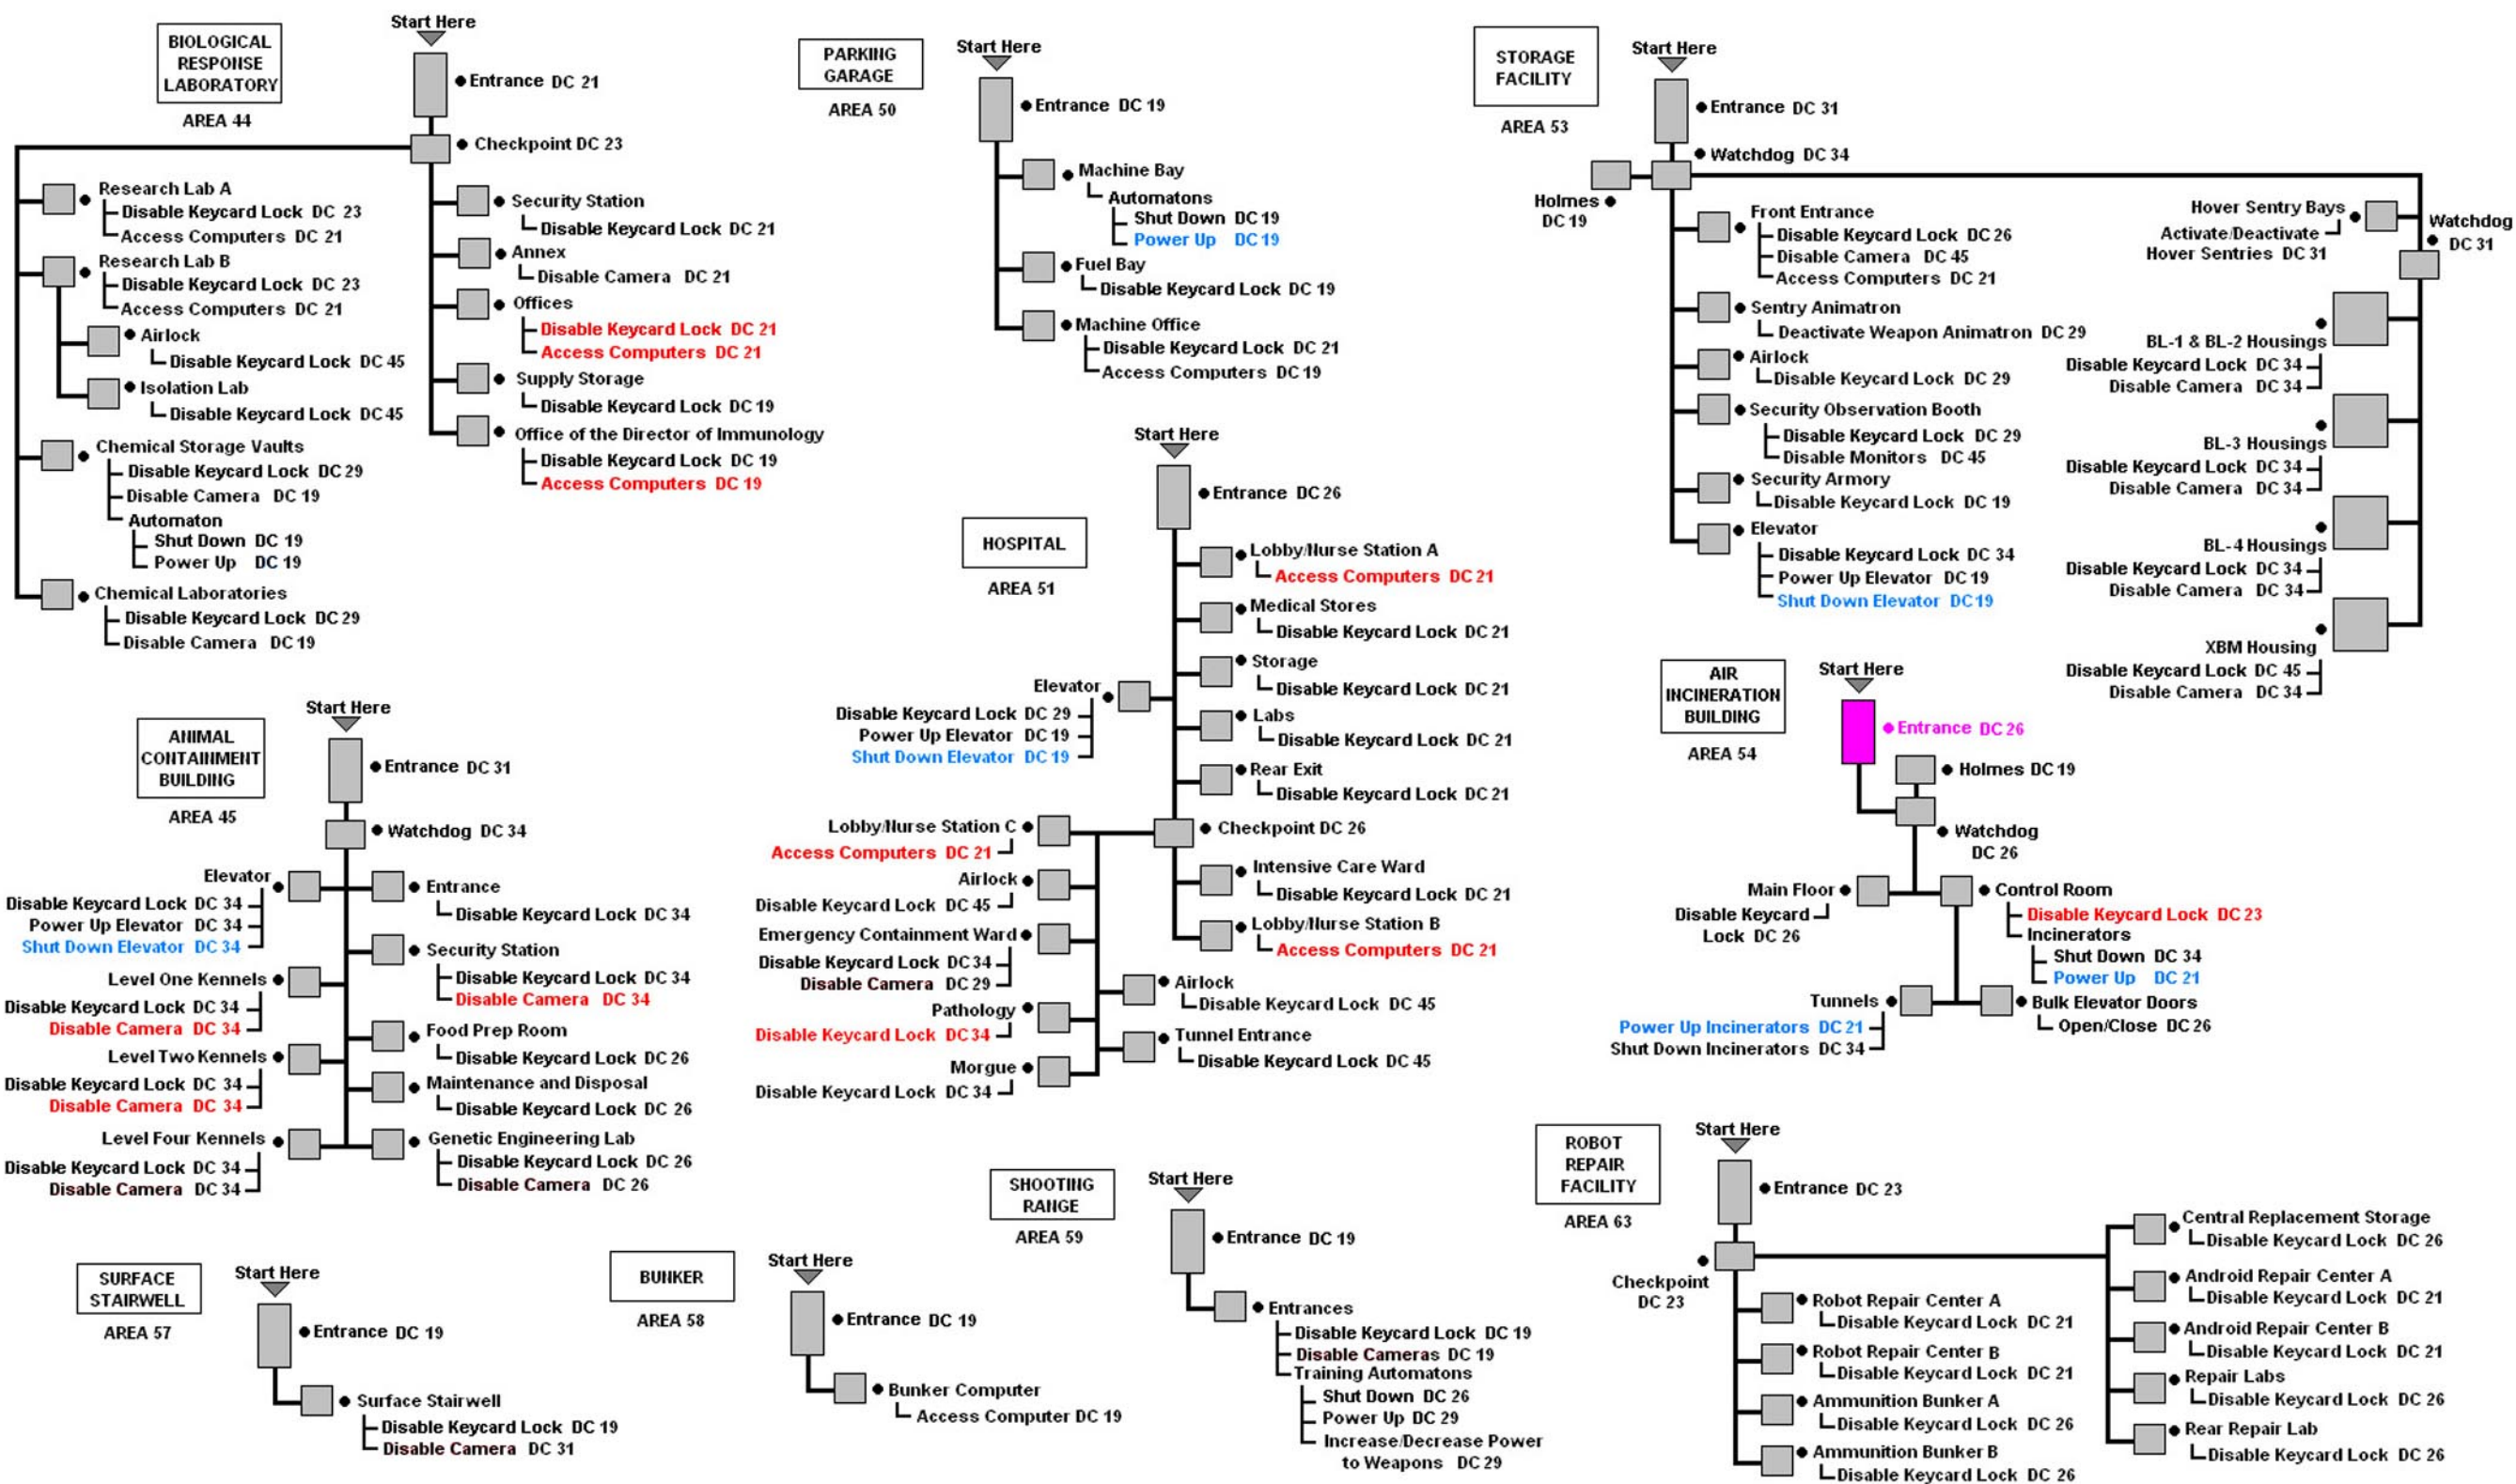 BIOLOGICAL
RESPONSE
LABORATORY
AREA 44
Start Here
Entrance DC 21
Checkpoint DC 23
Research Lab A
Disable Keycard Lock DC 23
Access Computers DC 21
Research Lab B
Disable Keycard Lock DC 23
Access Computers DC 21
Airlock
Disable Keycard Lock DC 45
Isolation Lab
Disable Keycard Lock DC 45
Chemical Storage Vaults
Disable Keycard Lock DC 29
Disable Camera DC 19
Automaton
Shut Down DC 19
Power Up DC 19
Chemical Laboratories
Disable Keycard Lock DC 29
Disable Camera DC 19
Security Station
Disable Keycard Lock DC 21
Annex
Disable Camera DC 21
Offices
Disable Keycard Lock DC 21
Access Computers DC 21
Supply Storage
Disable Keycard Lock DC 19
Office of the Director of Immunology
Disable Keycard Lock DC 19
Access Computers DC 19
PARKING
GARAGE
AREA 50
Start Here
Entrance DC 19
Machine Bay
Automatons
Shut Down DC 19
Power Up DC 19
Fuel Bay
Disable Keycard Lock DC 19
Machine Office
Disable Keycard Lock DC 21
Access Computers DC 19
STORAGE
FACILITY
AREA 53
Start Here
Entrance DC 31
Watchdog DC 34
Holmes
DC 19
Front Entrance
Disable Keycard Lock DC 26
Disable Camera DC 45
Access Computers DC 21
Sentry Animatron
Deactivate Weapon Animatron DC 29
Airlock
Disable Keycard Lock DC 29
Security Observation Booth
Disable Keycard Lock DC 29
Disable Monitors DC 45
Security Armory
Disable Keycard Lock DC 19
Elevator
Disable Keycard Lock DC 34
Power Up Elevator DC 19
Shut Down Elevator DC 19
Hover Sentry Bays
Activate/Deactivate
Hover Sentries DC 31
Watchdog
DC 31
BL-1 & BL-2 Housings
Disable Keycard Lock DC 34
Disable Camera DC 34
BL-3 Housings
Disable Keycard Lock DC 34
Disable Camera DC 34
BL-4 Housings
Disable Keycard Lock DC 34
Disable Camera DC 34
XBM Housing
Disable Keycard Lock DC 45
Disable Camera DC 34
HOSPITAL
AREA 51
Start Here
Entrance DC 26
Lobby/Nurse Station A
Access Computers DC 21
Medical Stores
Disable Keycard Lock DC 21
Storage
Disable Keycard Lock DC 21
Elevator
Disable Keycard Lock DC 29
Power Up Elevator DC 19
Shut Down Elevator DC 19
Labs
Disable Keycard Lock DC 21
Rear Exit
Disable Keycard Lock DC 21
Checkpoint DC 26
Lobby/Nurse Station C
Access Computers DC 21
Airlock
Disable Keycard Lock DC 45
Emergency Containment Ward
Disable Keycard Lock DC 34
Disable Camera DC 29
Pathology
Disable Keycard Lock DC 34
Morgue
Disable Keycard Lock DC 34
Intensive Care Ward
Disable Keycard Lock DC 21
Lobby/Nurse Station B
Access Computers DC 21
Airlock
Disable Keycard Lock DC 45
Tunnel Entrance
Disable Keycard Lock DC 45
AIR
INCINERATION
BUILDING
AREA 54
Start Here
Entrance DC 26
Holmes DC 19
Watchdog
DC 26
Main Floor
Disable Keycard
Lock DC 26
Control Room
Disable Keycard Lock DC 23
Incinerators
Shut Down DC 34
Power Up DC 21
Tunnels
Power Up Incinerators DC 21
Shut Down Incinerators DC 34
Bulk Elevator Doors
Open/Close DC 26
ANIMAL
CONTAINMENT
BUILDING
AREA 45
Start Here
Entrance DC 31
Watchdog DC 34
Elevator
Disable Keycard Lock DC 34
Power Up Elevator DC 34
Shut Down Elevator DC 34
Level One Kennels
Disable Keycard Lock DC 34
Disable Camera DC 34
Level Two Kennels
Disable Keycard Lock DC 34
Disable Camera DC 34
Level Four Kennels
Disable Keycard Lock DC 34
Disable Camera DC 34
Entrance
Disable Keycard Lock DC 34
Security Station
Disable Keycard Lock DC 34
Disable Camera DC 34
Food Prep Room
Disable Keycard Lock DC 26
Maintenance and Disposal
Disable Keycard Lock DC 26
Genetic Engineering Lab
Disable Keycard Lock DC 26
Disable Camera DC 26
SURFACE
STAIRWELL
AREA 57
Start Here
Entrance DC 19
Surface Stairwell
Disable Keycard Lock DC 19
Disable Camera DC 31
BUNKER
AREA 58
Start Here
Entrance DC 19
Bunker Computer
Access Computer DC 19
SHOOTING
RANGE
AREA 59
Start Here
Entrance DC 19
Entrances
Disable Keycard Lock DC 19
Disable Cameras DC 19
Training Automatons
Shut Down DC 26
Power Up DC 29
Increase/Decrease Power
to Weapons DC 29
ROBOT
REPAIR
FACILITY
AREA 63
Start Here
Entrance DC 23
Checkpoint
DC 23
Robot Repair Center A
Disable Keycard Lock DC 21
Robot Repair Center B
Disable Keycard Lock DC 21
Ammunition Bunker A
Disable Keycard Lock DC 26
Ammunition Bunker B
Disable Keycard Lock DC 26
Central Replacement Storage
Disable Keycard Lock DC 26
Android Repair Center A
Disable Keycard Lock DC 21
Android Repair Center B
Disable Keycard Lock DC 21
Repair Labs
Disable Keycard Lock DC 26
Rear Repair Lab
Disable Keycard Lock DC 26